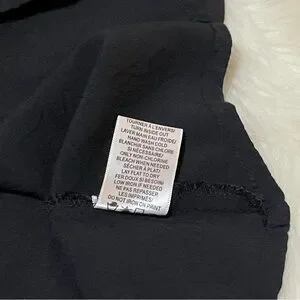 TOURNER À L'ENVERS/
TURN INSIDE OUT
LAVER MAIN EAU FROIDE/
HAND WASH COLD
BLANCHIR SANS CHLORE
SI NÉCESSAIRE/
ONLY NON-CHLORINE
BLEACH WHEN NEEDED
SÉCHER À PLAT/
LAY FLAT TO DRY
FER DOUX SI BESOIN/
LOW IRON IF NEEDED
NE PAS REPASSER
LES IMPRIMES/
DO NOT IRON ON PRINT